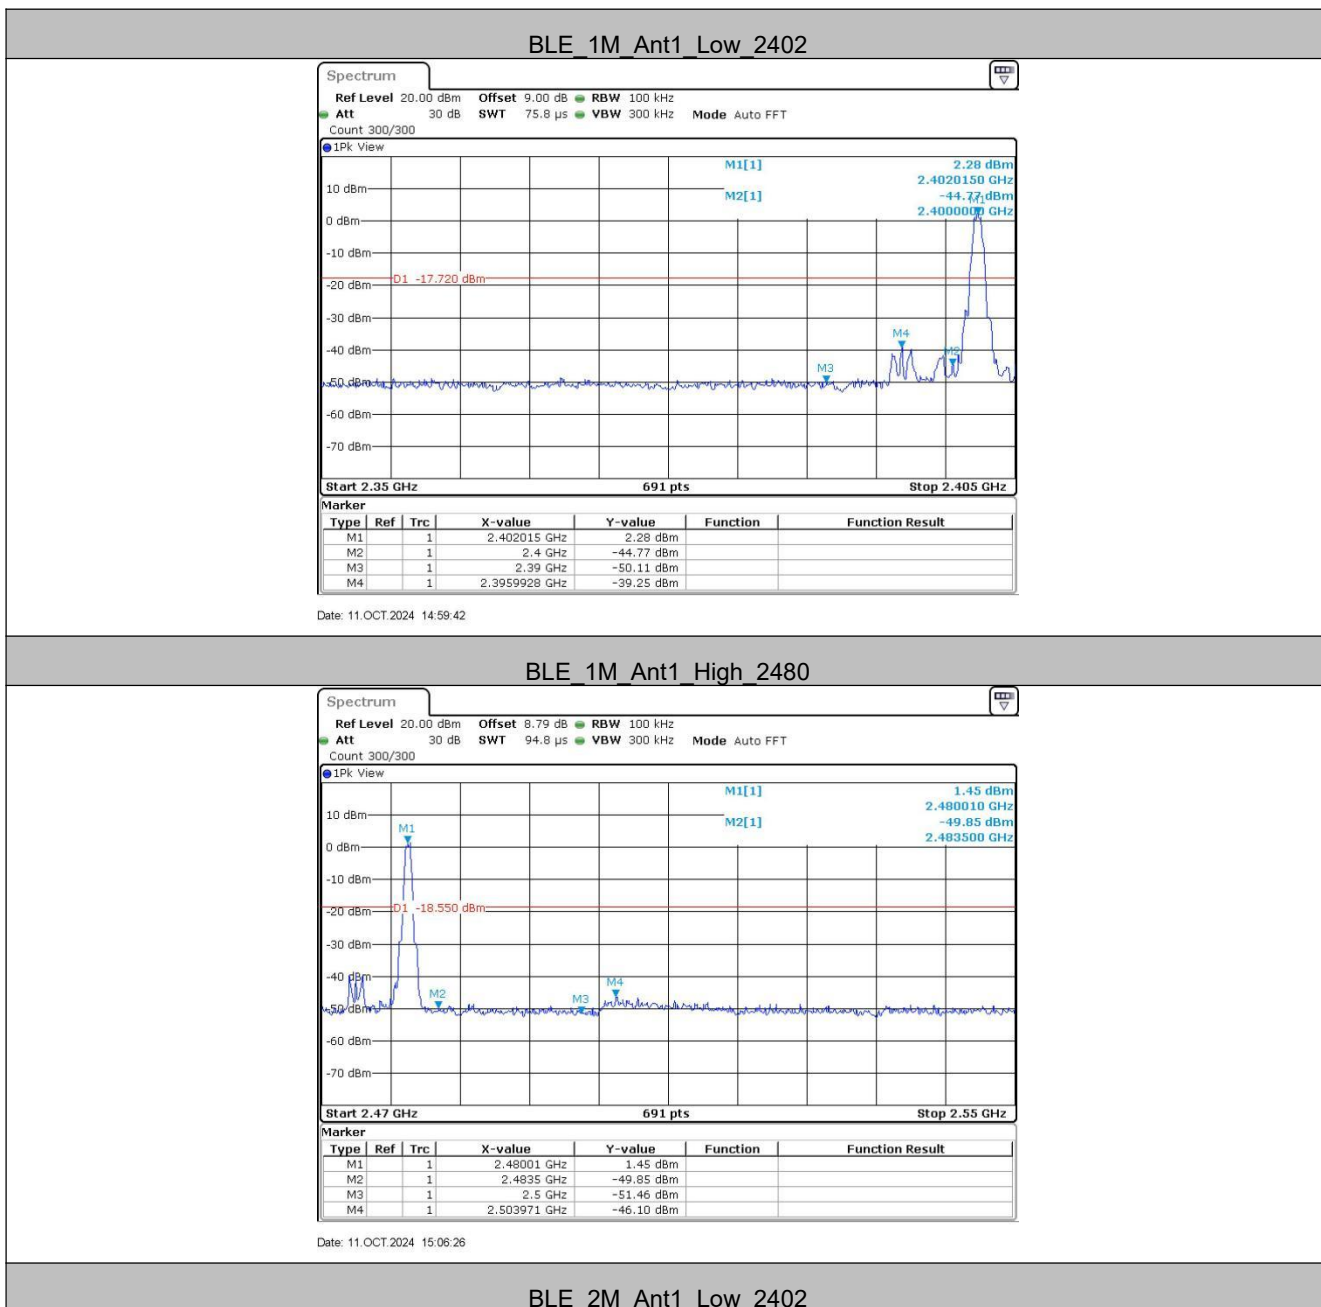 BLE_1M_Ant1_Low_2402
Spectrum
Ref Level 20.00 dBm Offset 9.00 dB RBW 100 kHz
Att 30 dB SWT 75.8 µs VBW 300 kHz Mode Auto FFT
Count 300/300
1Pk View
M1[1] 2.28 dBm
2.4020150 GHz
M2[1] -44.77 dBm
2.4000000 GHz
M1
10 dBm
0 dBm
-10 dBm
D1 -17.720 dBm
-20 dBm
-30 dBm
M4
-40 dBm
M2
M3
-50 dBm
-60 dBm
-70 dBm
Start 2.35 GHz 691 pts Stop 2.405 GHz
Marker
Type Ref Trc X-value Y-value Function Function Result
M1 1 2.402015 GHz 2.28 dBm
M2 1 2.4 GHz -44.77 dBm
M3 1 2.39 GHz -50.11 dBm
M4 1 2.3959928 GHz -39.25 dBm
Date: 11.OCT.2024 14:59:42
BLE_1M_Ant1_High_2480
Spectrum
Ref Level 20.00 dBm Offset 8.79 dB RBW 100 kHz
Att 30 dB SWT 94.8 µs VBW 300 kHz Mode Auto FFT
Count 300/300
1Pk View
M1[1] 1.45 dBm
2.480010 GHz
M2[1] -49.85 dBm
2.483500 GHz
10 dBm
M1
0 dBm
-10 dBm
D1 -18.550 dBm
-20 dBm
-30 dBm
-40 dBm
M4
M2
M3
-50 dBm
-60 dBm
-70 dBm
Start 2.47 GHz 691 pts Stop 2.55 GHz
Marker
Type Ref Trc X-value Y-value Function Function Result
M1 1 2.48001 GHz 1.45 dBm
M2 1 2.4835 GHz -49.85 dBm
M3 1 2.5 GHz -51.46 dBm
M4 1 2.503971 GHz -46.10 dBm
Date: 11.OCT.2024 15:06:26
BLE_2M_Ant1_Low_2402